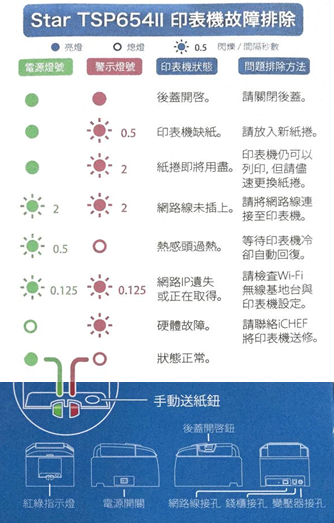 Star TSP654II 印表機故障排除
亮燈 熄燈 0.5 閃爍 / 間隔秒數
電源燈號 警示燈號 印表機狀態 問題排除方法
後蓋開啓。 請關閉後蓋。
0.5 印表機缺紙。 請放入新紙捲。
2 紙捲即將用盡。 印表機仍可以
列印, 但請儘
速更換紙捲。
2 2 網路線未插上。 請將網路線連
接至印表機。
0.5 熱感頭過熱。 等待印表機冷
卻自動回復。
0.125 0.125 網路IP遺失
或正在取得。 請檢查Wi-Fi
無線基地台與
印表機設定。
硬體故障。 請聯絡iCHEF
將印表機送修。
狀態正常。
手動送紙鈕
後蓋開啓鈕
紅綠指示燈 電源開關 網路線接孔 錢櫃接孔 變壓器接孔